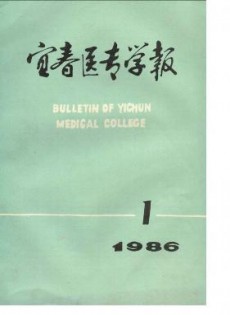 宜春医专学报
BULLETIN OF YICHUN
MEDICAL COLLEGE
1
1986